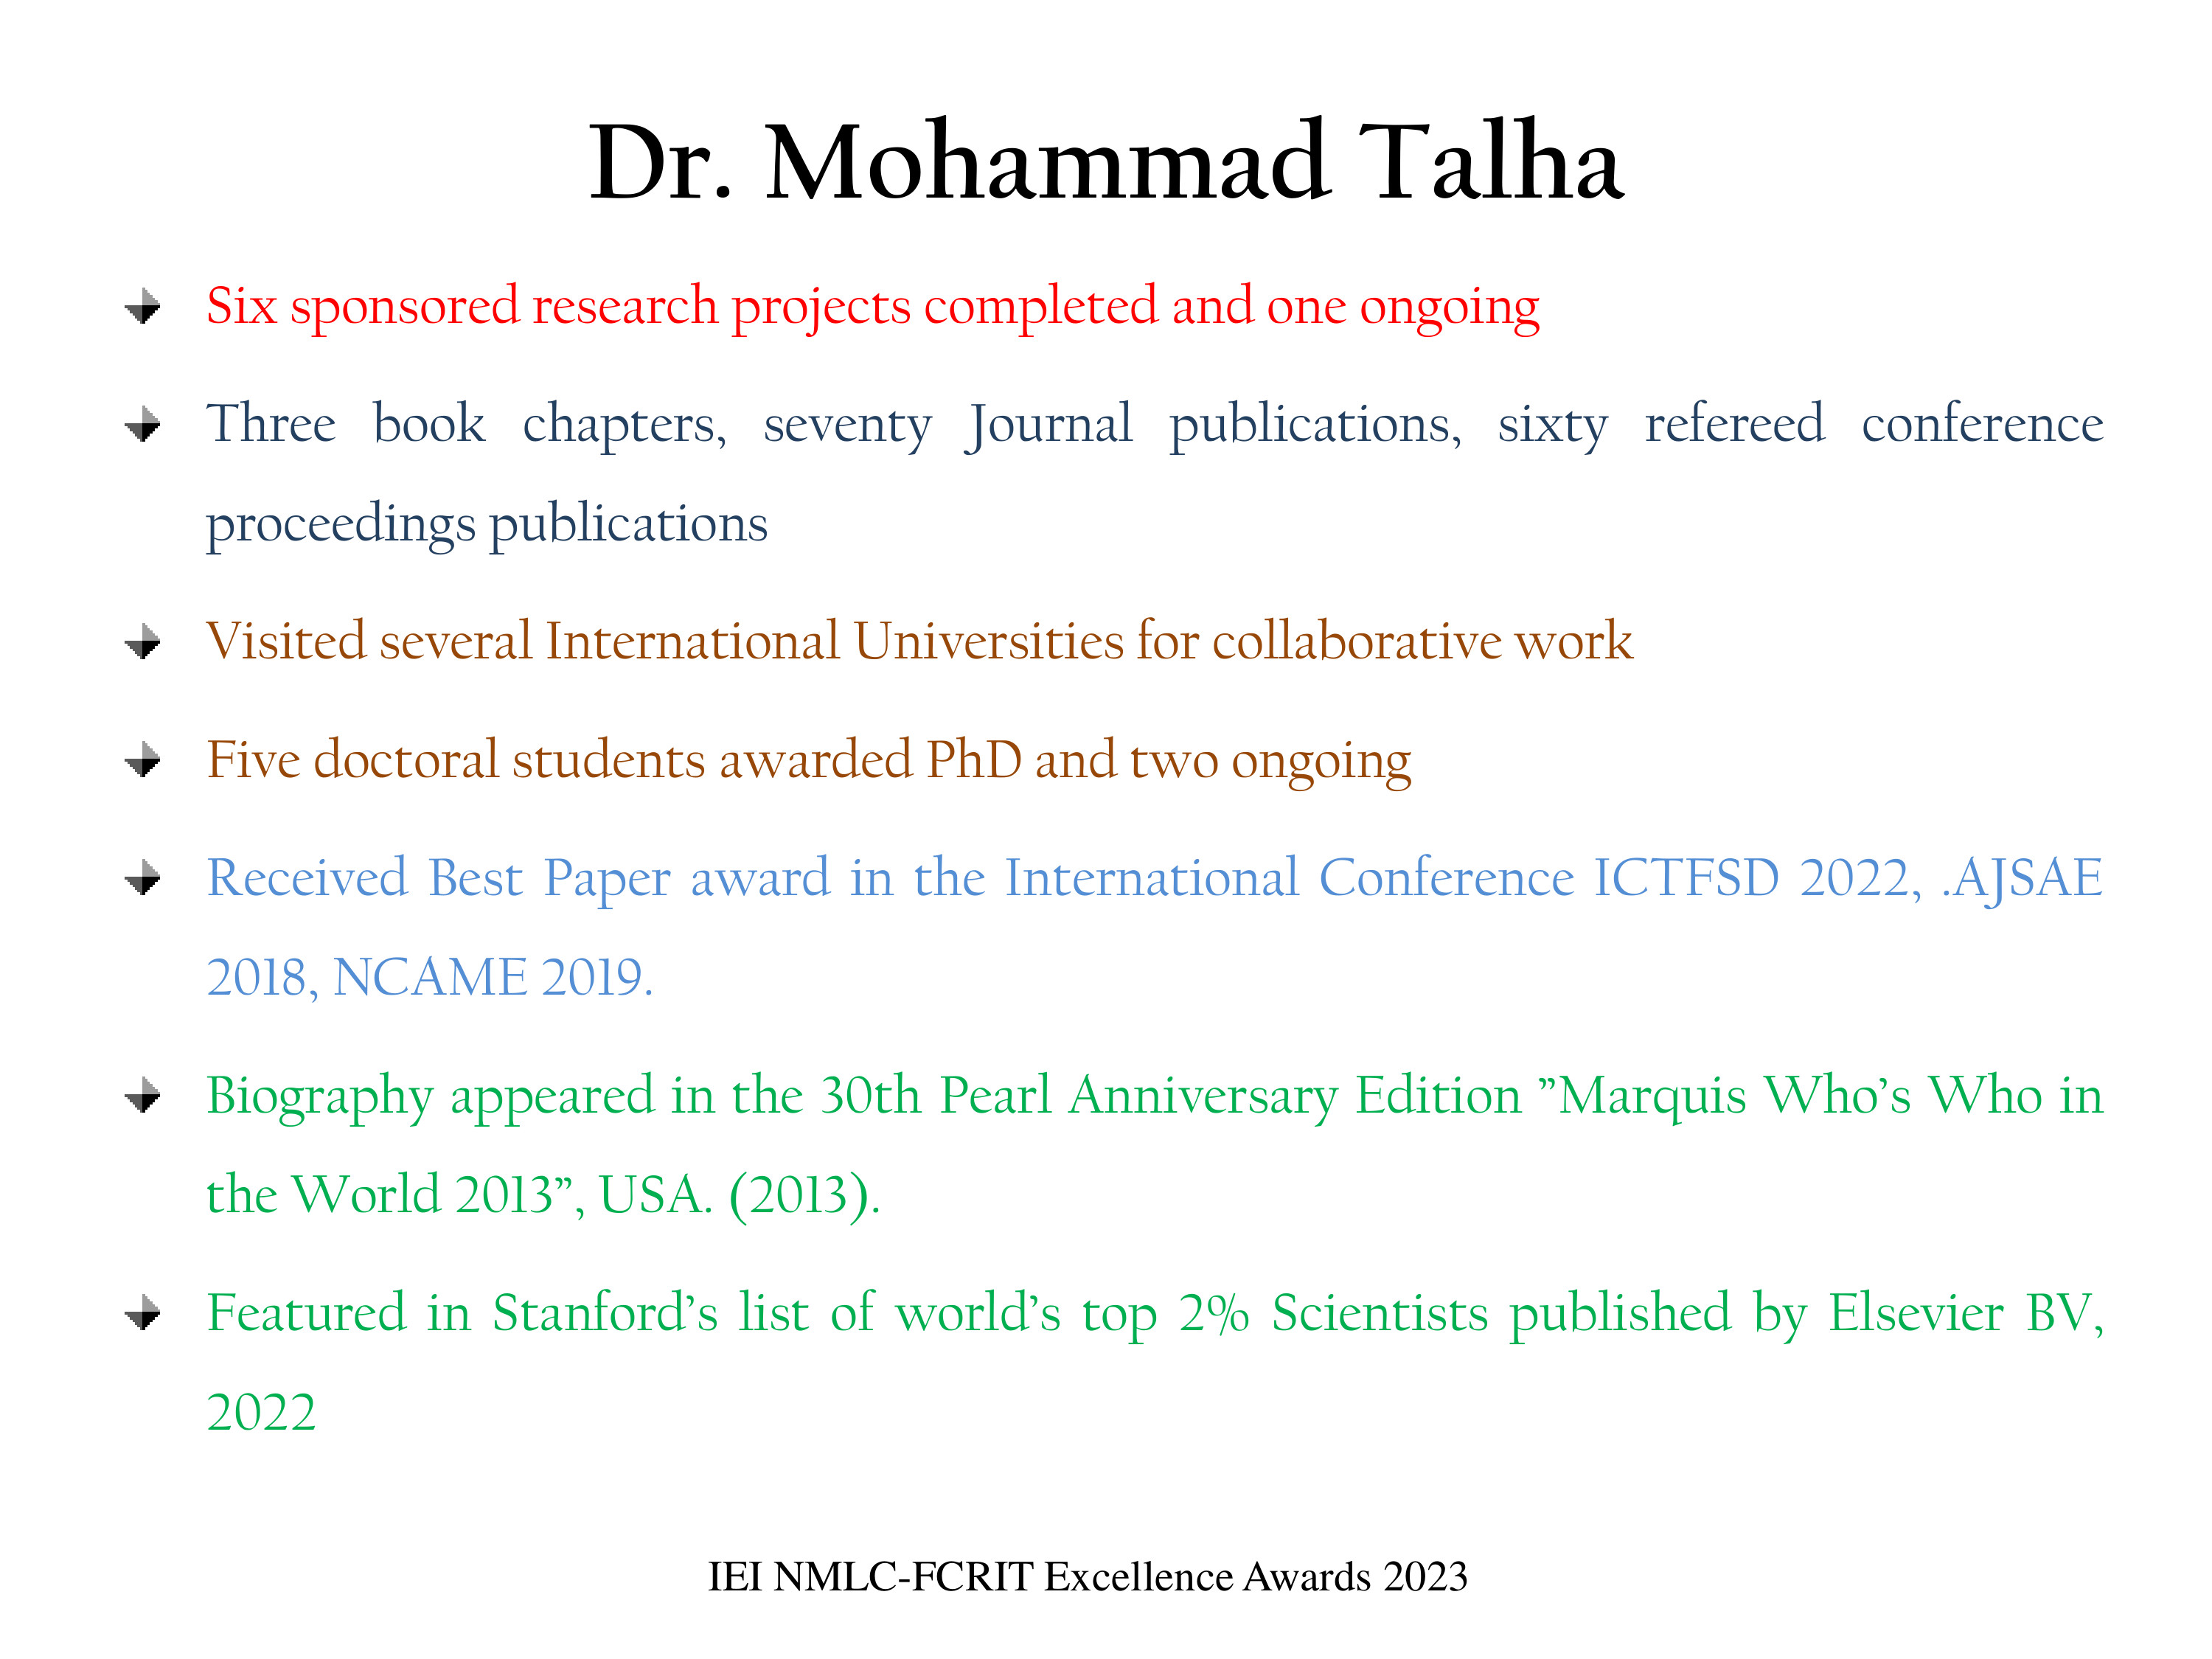 Dr. Mohammad Talha
Six sponsored research projects completed and one ongoing
Three book chapters, seventy Journal publications, sixty refereed conference
proceedings publications
Visited several International Universities for collaborative work
Five doctoral students awarded PhD and two ongoing
Received Best Paper award in the International Conference ICTFSD 2022, .AJSAE
2018, NCAME 2019.
Biography appeared in the 30th Pearl Anniversary Edition ”Marquis Who’s Who in
the World 2013”, USA. (2013).
Featured in Stanford’s list of world’s top 2% Scientists published by Elsevier BV,
2022
IEI NMLC-FCRIT Excellence Awards 2023